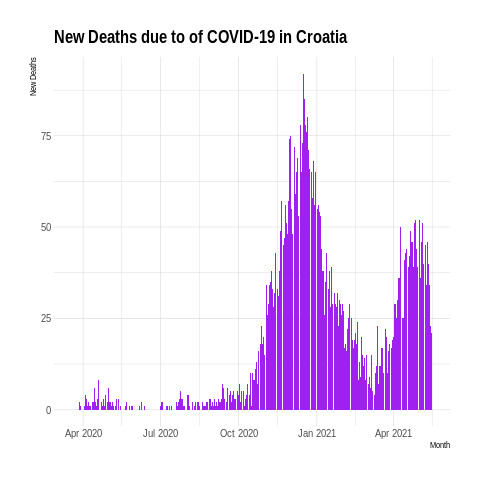 New Deaths due to of COVID-19 in Croatia
New Deaths
75
50
25
0
Apr 2020 Jul 2020 Oct 2020 Jan 2021 Apr 2021
Month